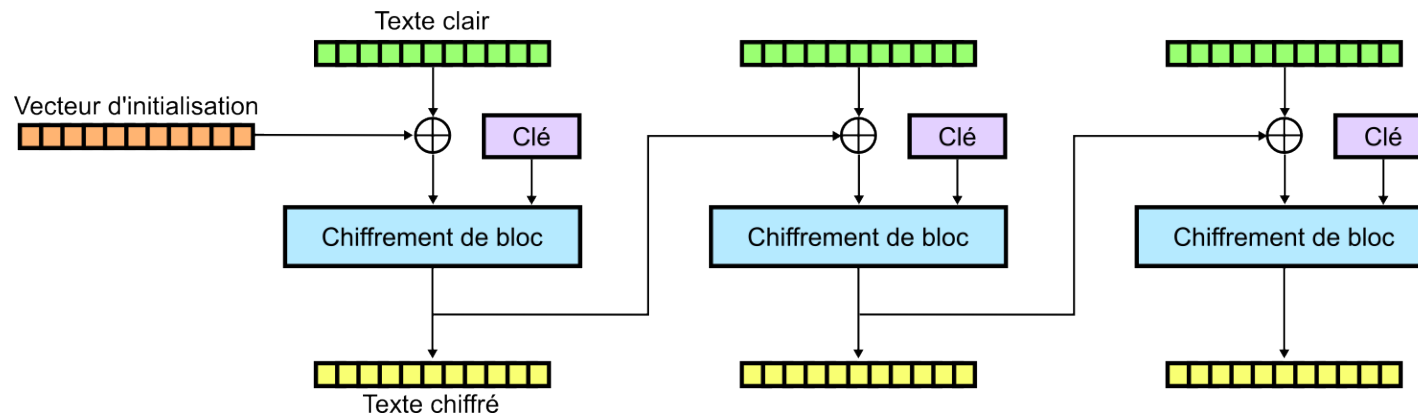 Texte clair
Vecteur d'initialisation
Clé
Clé
Clé
Chiffrement de bloc
Chiffrement de bloc
Chiffrement de bloc
Texte chiffré